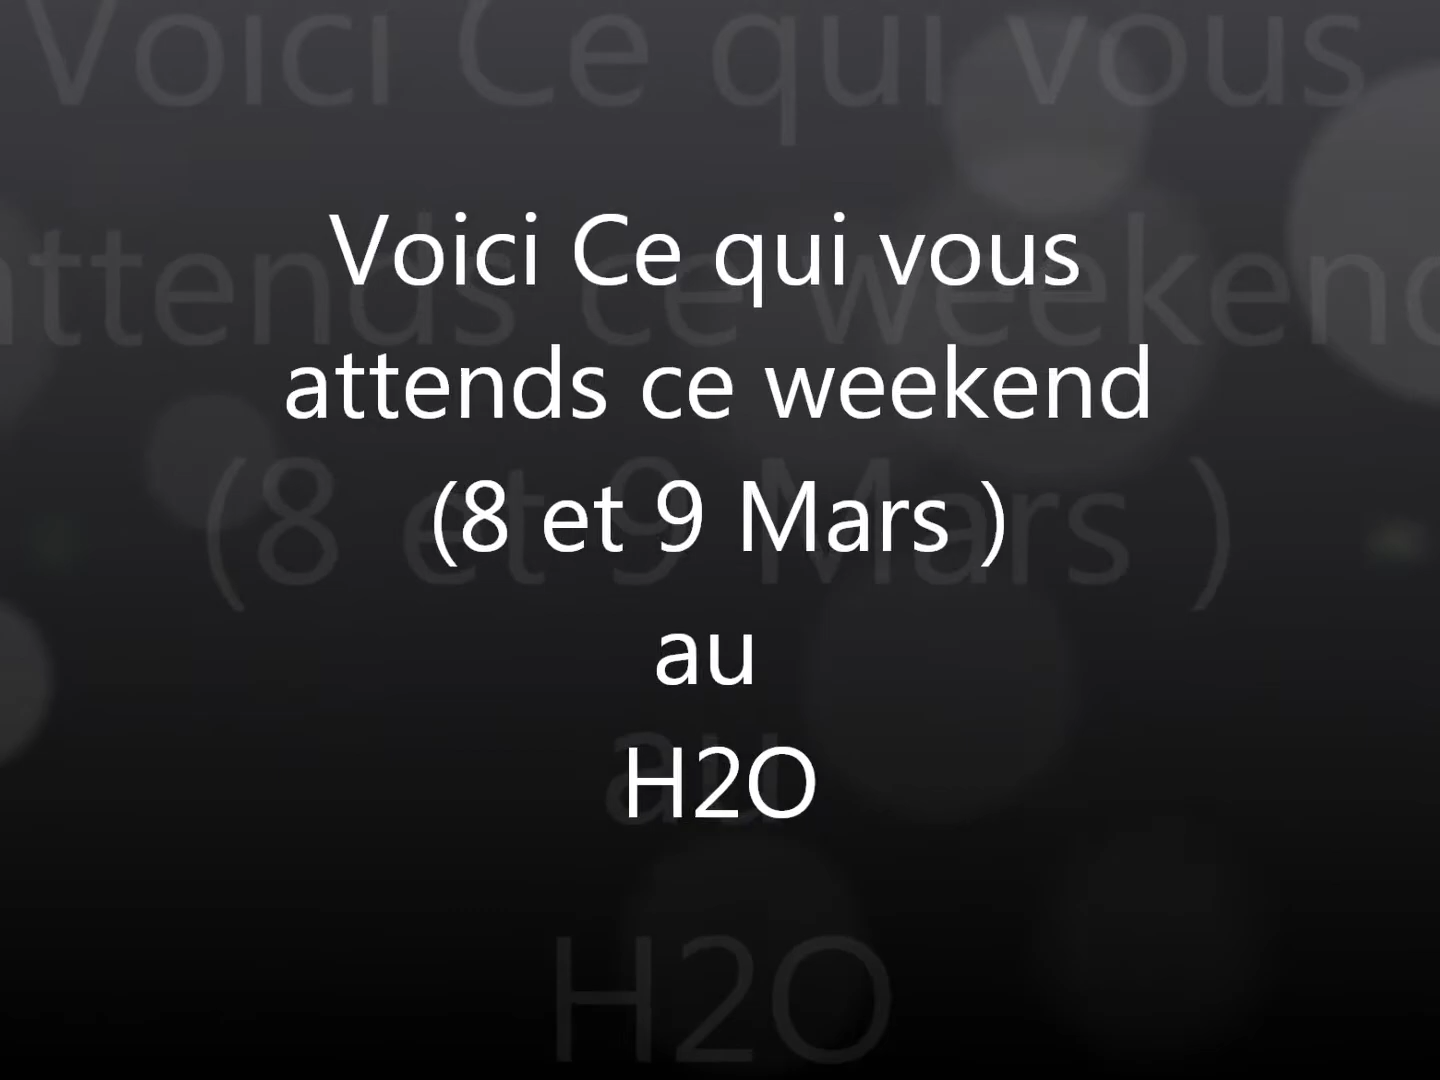 Voici Ce qui vous
attends ce weekend
(8 et 9 Mars )
au
H2O